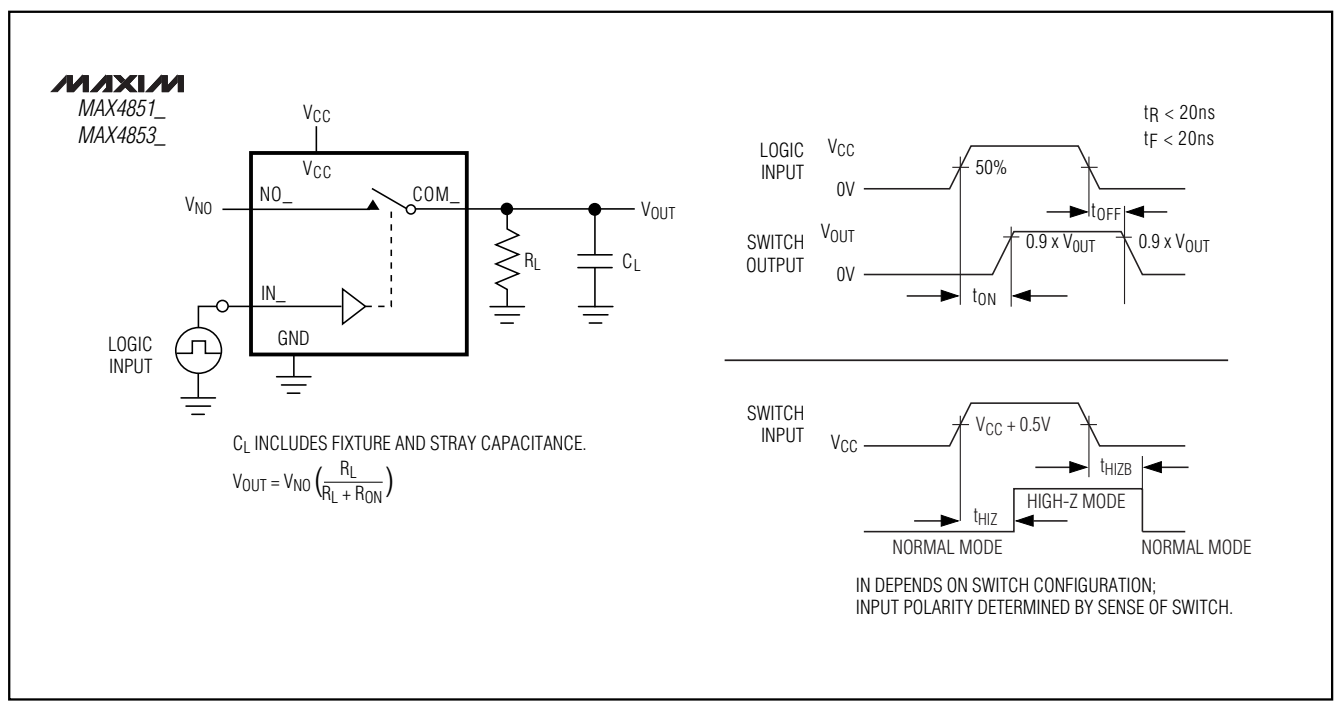 MAXIM
MAX4851_
MAX4853_
VCC
VCC
VNO
NO_
COM_
VOUT
RL
CL
IN_
GND
LOGIC
INPUT
CL INCLUDES FIXTURE AND STRAY CAPACITANCE.
VOUT = VNO (RL / RL + RON)
tR < 20ns
tF < 20ns
LOGIC
INPUT
VCC
50%
0V
tOFF
SWITCH
OUTPUT
VOUT
0.9 x VOUT
0.9 x VOUT
0V
tON
SWITCH
INPUT
VCC
VCC + 0.5V
tHIZB
HIGH-Z MODE
tHIZ
NORMAL MODE
NORMAL MODE
IN DEPENDS ON SWITCH CONFIGURATION;
INPUT POLARITY DETERMINED BY SENSE OF SWITCH.